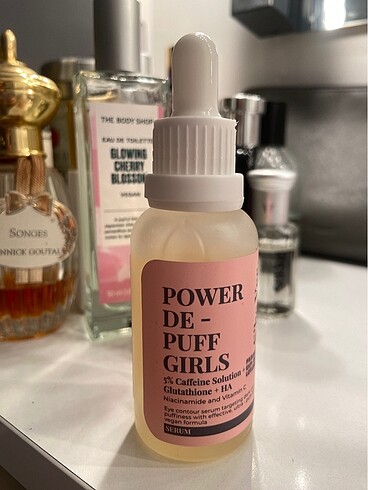 THE BODY SHOP
EAU DE TOILETTE
GLOWING
CHERRY
BLOSSOM
VEGAN
SONGES
ANNICK GOUTAL
POWER
DE -
PUFF
GIRLS
5% Caffeine Solution +
Glutathione + HA
Niacinamide and Vitamin C
Eye contour serum targeting
puffiness with effective,
vegan formula
SERUM